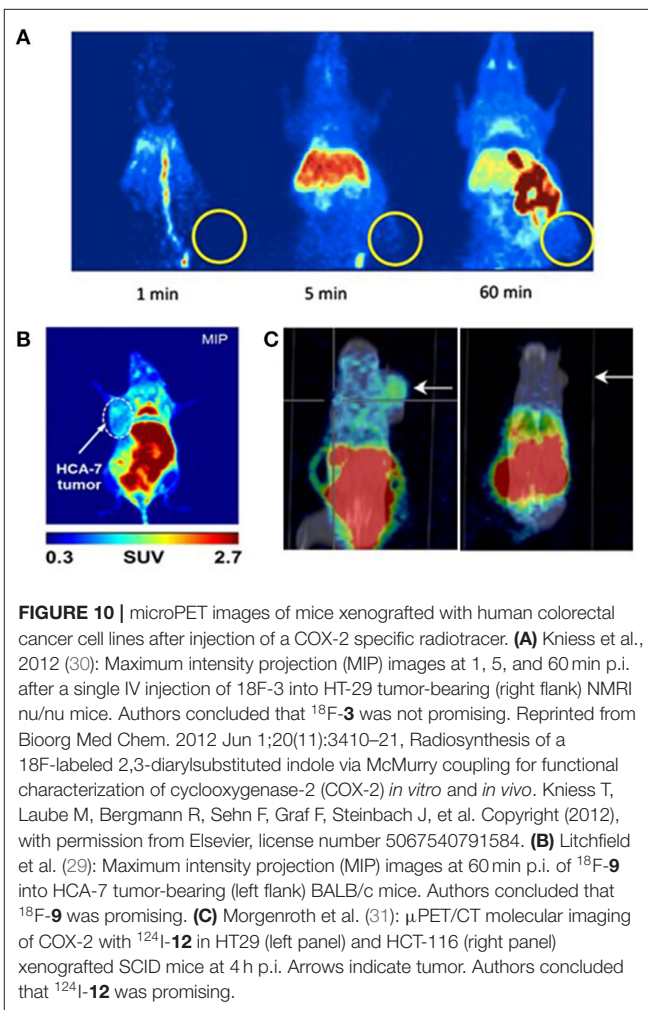 A
1 min 5 min 60 min
B
MIP
HCA-7
tumor
0.3 SUV 2.7
C
FIGURE 10 | microPET images of mice xenografted with human colorectal
cancer cell lines after injection of a COX-2 specific radiotracer. (A) Kniess et al.,
2012 (30): Maximum intensity projection (MIP) images at 1, 5, and 60 min p.i.
after a single IV injection of 18F-3 into HT-29 tumor-bearing (right flank) NMRI
nu/nu mice. Authors concluded that ¹⁸F-3 was not promising. Reprinted from
Bioorg Med Chem. 2012 Jun 1;20(11):3410–21, Radiosynthesis of a
18F-labeled 2,3-diarylsubstituted indole via McMurry coupling for functional
characterization of cyclooxygenase-2 (COX-2) in vitro and in vivo. Kniess T,
Laube M, Bergmann R, Sehn F, Graf F, Steinbach J, et al. Copyright (2012),
with permission from Elsevier, license number 5067540791584. (B) Litchfield
et al. (29): Maximum intensity projection (MIP) images at 60 min p.i. of ¹⁸F-9
into HCA-7 tumor-bearing (left flank) BALB/c mice. Authors concluded that
¹⁸F-9 was promising. (C) Morgenroth et al. (31): μPET/CT molecular imaging
of COX-2 with ¹²⁴I-12 in HT29 (left panel) and HCT-116 (right panel)
xenografted SCID mice at 4 h p.i. Arrows indicate tumor. Authors concluded
that ¹²⁴I-12 was promising.